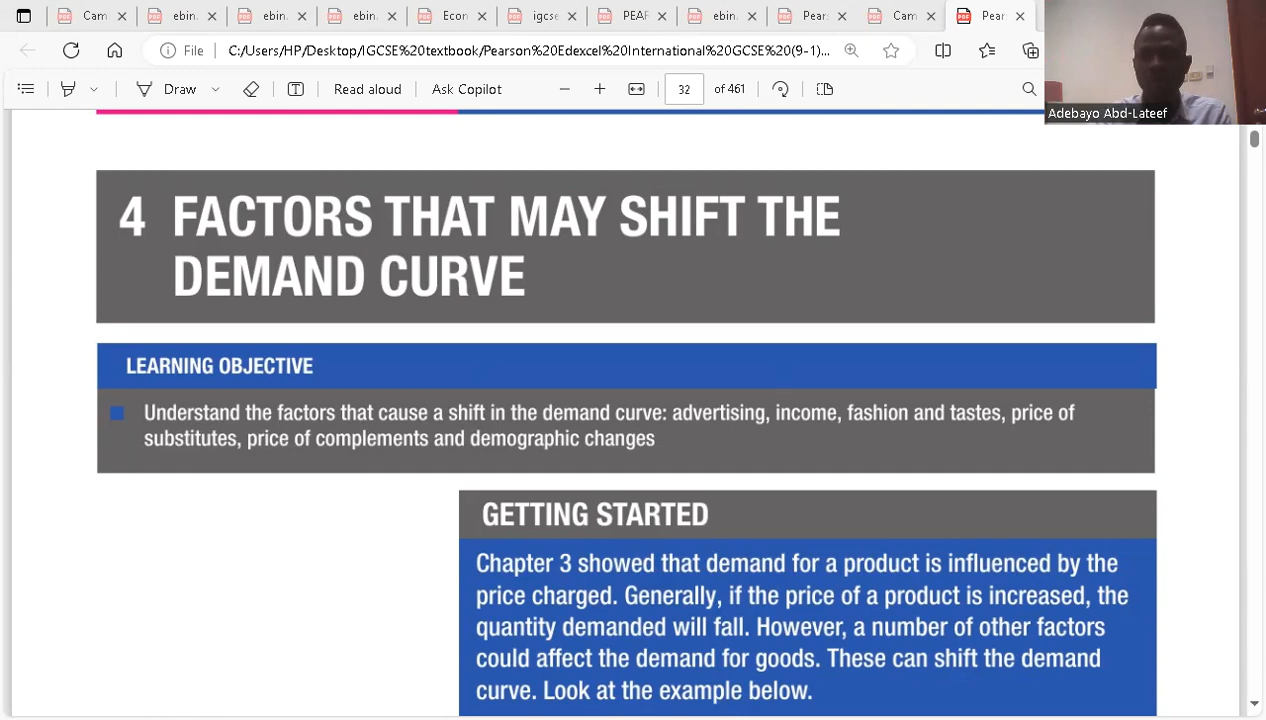 Cam
ebin.
ebin.
ebin.
Econ
igcse
PEAF
ebin.
Pear
Cam
Pear
File
C:/Users/HP/Desktop/IGCSE%20textbook/Pearson%20Edexcel%20International%20GCSE%20(9-1)...
Draw
Read aloud
Ask Copilot
32
of 461
Adebayo Abd-Lateef
4 FACTORS THAT MAY SHIFT THE
DEMAND CURVE
LEARNING OBJECTIVE
Understand the factors that cause a shift in the demand curve: advertising, income, fashion and tastes, price of
substitutes, price of complements and demographic changes
GETTING STARTED
Chapter 3 showed that demand for a product is influenced by the
price charged. Generally, if the price of a product is increased, the
quantity demanded will fall. However, a number of other factors
could affect the demand for goods. These can shift the demand
curve. Look at the example below.